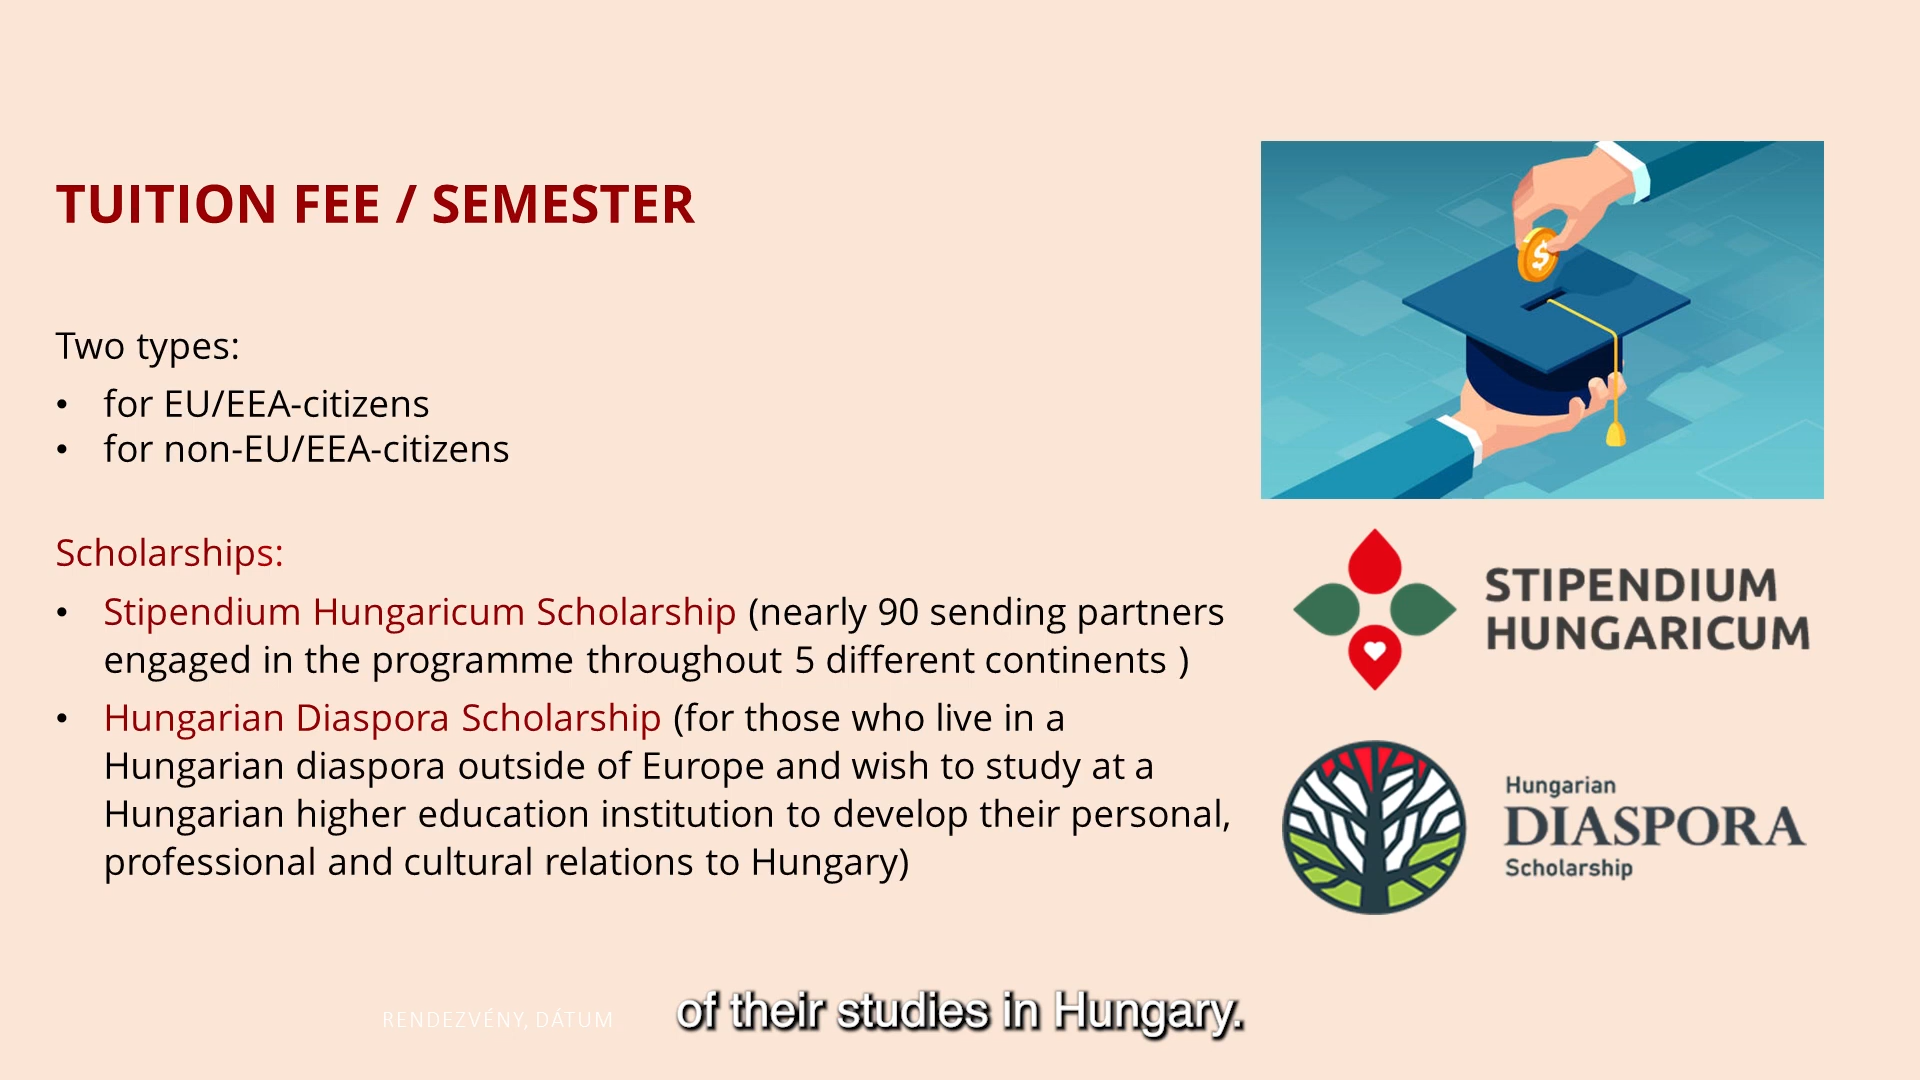 TUITION FEE / SEMESTER
Two types:
• for EU/EEA-citizens
• for non-EU/EEA-citizens
Scholarships:
• Stipendium Hungaricum Scholarship (nearly 90 sending partners
engaged in the programme throughout 5 different continents )
• Hungarian Diaspora Scholarship (for those who live in a
Hungarian diaspora outside of Europe and wish to study at a
Hungarian higher education institution to develop their personal,
professional and cultural relations to Hungary)
$
STIPENDIUM
HUNGARICUM
Hungarian
DIASPORA
Scholarship
RENDEZVÉNY, DÁTUM
of their studies in Hungary.